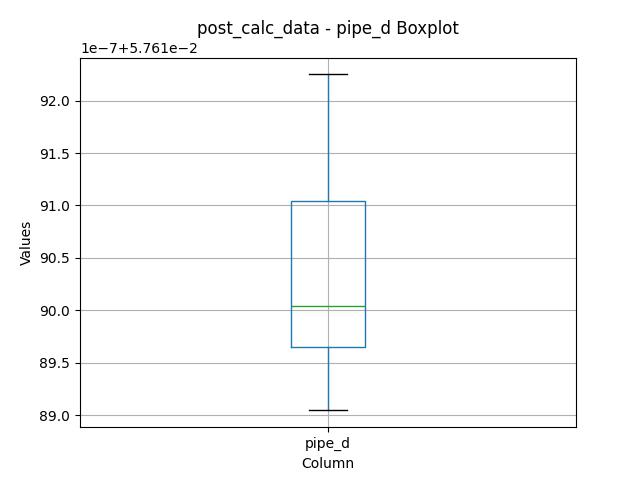 post_calc_data - pipe_d Boxplot
1e−7+5.761e−2
92.0
91.5
91.0
90.5
90.0
89.5
89.0
Values
pipe_d
Column